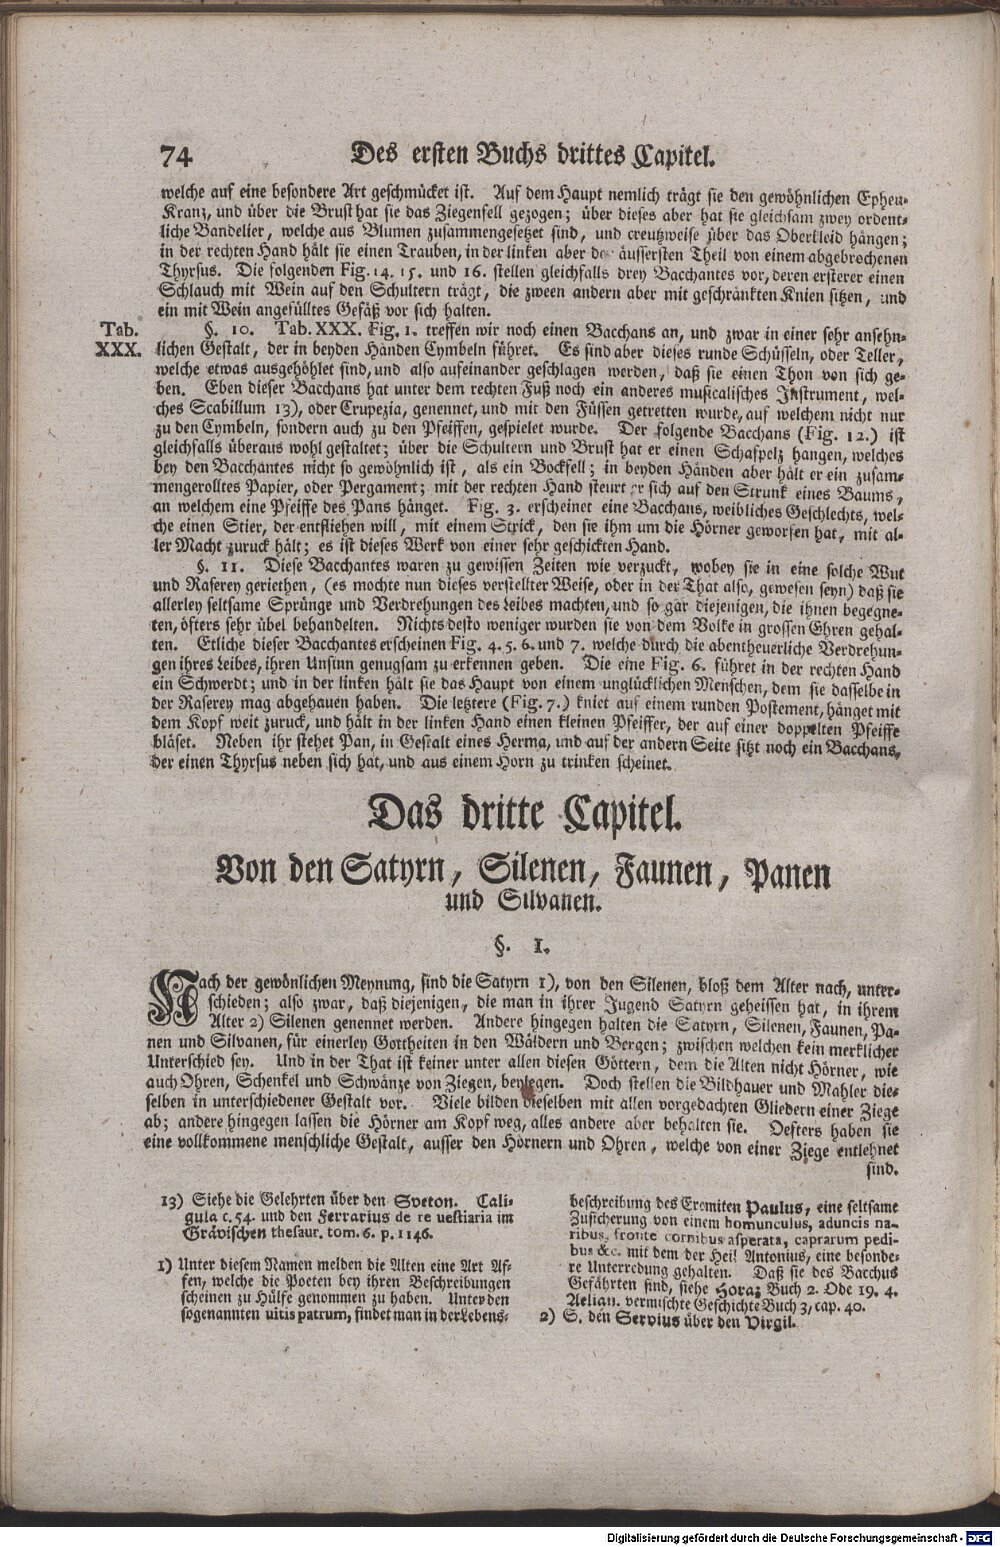 74 Des ersten Buchs drittes Capitel.
welche auf eine besondere Art geschmücket ist. Auf dem Haupt nemlich trägt sie den gewöhnlichen Epheu-
Kranz, und über die Brust hat sie das Ziegenfell gezogen; über dieses aber hat sie gleichsam zwey ordent-
liche Bandelier, welche aus Blumen zusammengesetzet sind, und creutzweise über das Oberkleid hängen;
in der rechten Hand hält sie einen Trauben, in der linken aber den äussersten Theil von einem abgebrochenen
Thyrsus. Die folgenden Fig. 14. 15. und 16. stellen gleichfalls drey Bacchantes vor, deren ersterer einen
Schlauch mit Wein auf den Schultern trägt, die zween andern aber mit geschränkten Knien sitzen, und
ein mit Wein angefülltes Gefäß vor sich halten.
Tab.
XXX.
§. 10. Tab. XXX. Fig. 1. treffen wir noch einen Bacchans an, und zwar in einer sehr ansehn-
lichen Gestalt, der in beyden Händen Cymbeln führet. Es sind aber dieses runde Schüsseln, oder Teller,
welche etwas ausgehöhlet sind, und also aufeinander geschlagen werden, daß sie einen Thon von sich ge-
ben. Eben dieser Bacchans hat unter dem rechten Fuß noch ein anderes musicalisches Instrument, wel-
ches Scabillum 13), oder Crupezia, genennet, und mit den Füssen getretten wurde, auf welchem nicht nur
zu den Cymbeln, sondern auch zu den Pfeiffen, gespielet wurde. Der folgende Bacchans (Fig. 12.) ist
gleichfalls überaus wohl gestaltet; über die Schultern und Brust hat er einen Schafpelz hangen, welches
bey den Bacchantes nicht so gewöhnlich ist, als ein Bockfell; in beyden Händen aber hält er ein zusam-
mengerolltes Papier, oder Pergament; mit der rechten Hand steurt er sich auf den Strunk eines Baums,
an welchem eine Pfeiffe des Pans hänget. Fig. 3. erscheinet eine Bacchans, weibliches Geschlechts, wel-
che einen Stier, der entfliehen will, mit einem Strick, den sie ihm um die Hörner geworfen hat, mit al-
ler Macht zuruck hält; es ist dieses Werk von einer sehr geschickten Hand.
§. 11. Diese Bacchantes waren zu gewissen Zeiten wie verzuckt, wobey sie in eine solche Wut
und Raserey geriethen, (es mochte nun dieses verstellter Weise, oder in der That also, gewesen seyn) daß sie
allerley seltsame Sprünge und Verdrehungen des Leibes machten, und so gar diejenigen, die ihnen begegne-
ten, öfters sehr übel behandelten. Nichts desto weniger wurden sie von dem Volke in grossen Ehren gehal-
ten. Etliche dieser Bacchantes erscheinen Fig. 4. 5. 6. und 7. welche durch die abentheuerliche Verdrehun-
gen ihres Leibes, ihren Unsinn genugsam zu erkennen geben. Die eine Fig. 6. führet in der rechten Hand
ein Schwerdt; und in der linken hält sie das Haupt von einem unglücklichen Menschen, dem sie dasselbe in
der Raserey mag abgehauen haben. Die letztere (Fig. 7.) kniet auf einem runden Postement, hänget mit
dem Kopf weit zuruck, und hält in der linken Hand einen kleinen Pfeiffer, der auf einer doppelten Pfeiffe
bläset. Neben ihr stehet Pan, in Gestalt eines Herma, und auf der andern Seite sitzt noch ein Bacchans,
der einen Thyrsus neben sich hat, und aus einem Horn zu trinken scheinet.
Das dritte Capitel.
Von den Satyrn, Silenen, Faunen, Panen
und Silvanen.
§. 1.
Nach der gewönlichen Meynung, sind die Satyrn 1), von den Silenen, bloß dem Alter nach, unter-
schieden; also zwar, daß diejenigen, die man in ihrer Jugend Satyrn geheissen hat, in ihrem
Alter 2) Silenen genennet werden. Andere hingegen halten die Satyrn, Silenen, Faunen, Pa-
nen und Silvanen, für einerley Gottheiten in den Wäldern und Bergen; zwischen welchen kein merklicher
Unterschied sey. Und in der That ist keiner unter allen diesen Göttern, dem die Alten nicht Hörner, wie
auch Ohren, Schenkel und Schwänze von Ziegen, beylegen. Doch stellen die Bildhauer und Mahler die-
selben in unterschiedener Gestalt vor. Viele bilden dieselben mit allen vorgedachten Gliedern einer Ziege
ab; andere hingegen lassen die Hörner am Kopf weg, alles andere aber behalten sie. Oefters haben sie
eine vollkommene menschliche Gestalt, ausser den Hörnern und Ohren, welche von einer Ziege entlehnet
sind.
13) Siehe die Gelehrten über den Sveton. Cali-
gula c. 54. und den Ferrarius de re vestiaria im
Grävischen thesaur. tom. 6. p. 1146.
1) Unter diesem Namen melden die Alten eine Art Af-
fen, welche die Poeten bey ihren Beschreibungen
scheinen zu Hülfe genommen zu haben. Unter den
sogenannten vitis patrum, findet man in der Lebens-
beschreibung des Eremiten Paulus, eine seltsame
Zusicherung von einem homunculus, aduncis na-
ribus, fronte cornibus asperata, caprarum pedi-
bus &c. mit dem der Heil Antonius, eine besonde-
re Unterredung gehalten. Daß sie des Bacchus
Gefährten sind, siehe Horaz Buch 2. Ode 19. 4.
Aelian. vermischte Geschichte Buch 3, cap. 40.
2) S. den Servius über den Virgil.
Digitalisierung gefördert durch die Deutsche Forschungsgemeinschaft - DFG